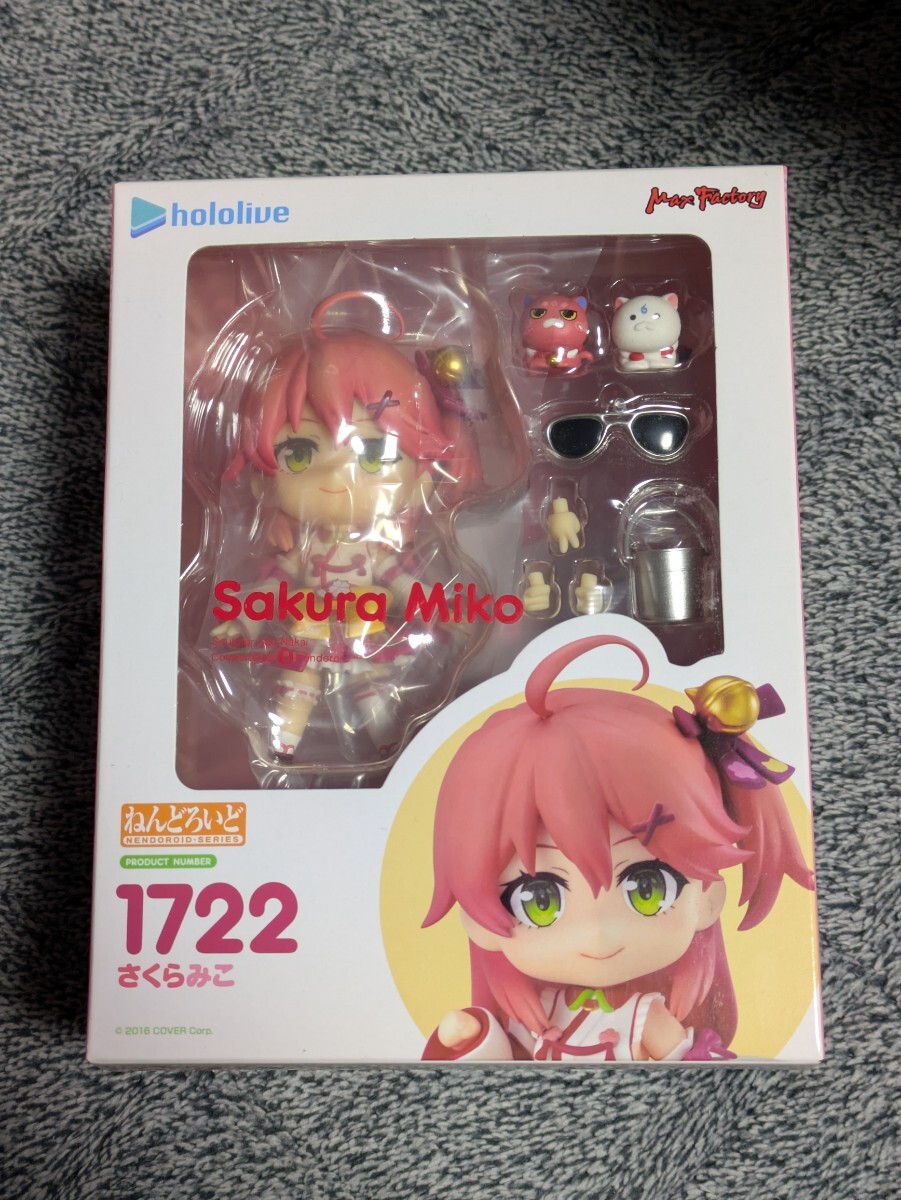 hololive
Max Factory
Sakura Miko
ねんどろいど
NENDOROID-SERIES
PRODUCT NUMBER
1722
さくらみこ
© 2016 COVER Corp.